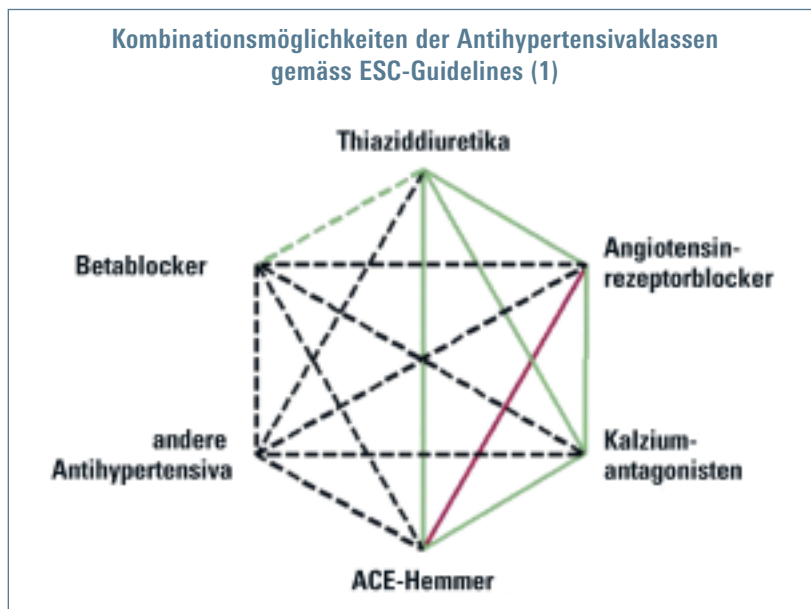 Kombinationsmöglichkeiten der Antihypertensivaklassen
gemäss ESC-Guidelines (1)
Thiaziddiuretika
Betablocker
Angiotensin-
rezeptorblocker
andere
Antihypertensiva
Kalzium-
antagonisten
ACE-Hemmer